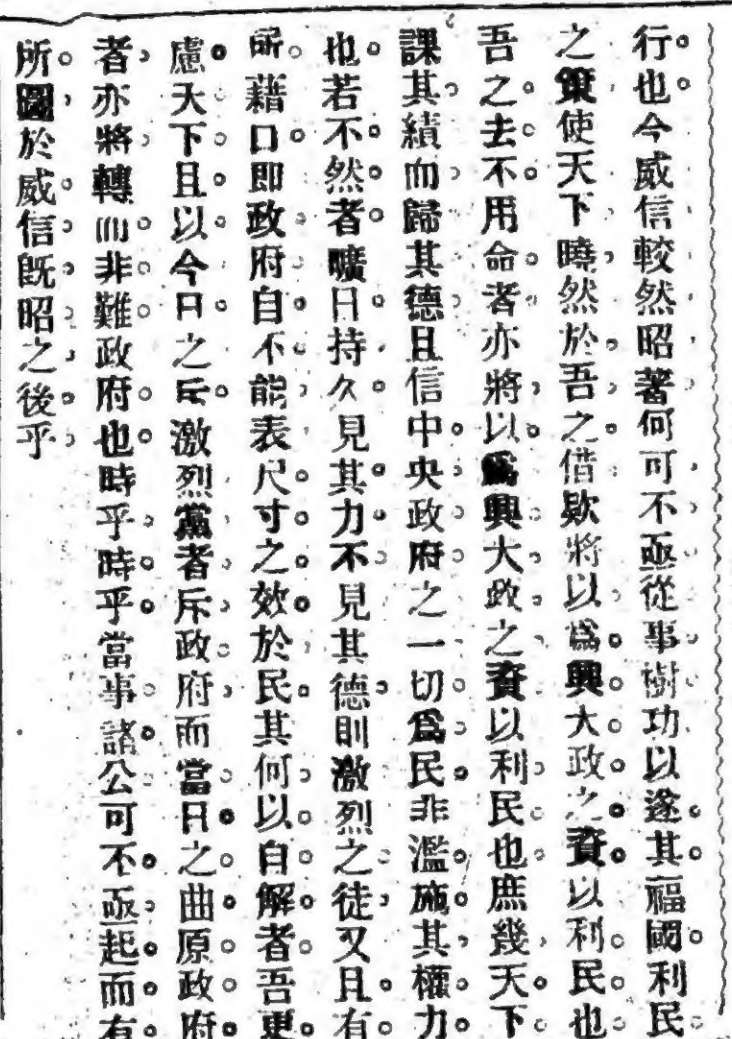 行也今威信較然昭著何可不亟從事樹功以遂其福國利民
之策使天下曉然於吾之借欵將以爲興大政之資以利民也
吾之去不用命者亦將以爲興大政之資以利民也庶幾天下
課其績而歸其德且信中央政府之一切爲民非濫施其權力
也若不然者曠日持久見其力不見其德則激烈之徒又且有
所藉口卽政府自不能表尺寸之效於民其何以自解者吾更
慮天下且以今日之斥激烈黨者斥政府而當日之曲原政府
者亦將轉而非難政府也時乎時乎當事諸公可不亟起而有
所圖於威信旣昭之後乎